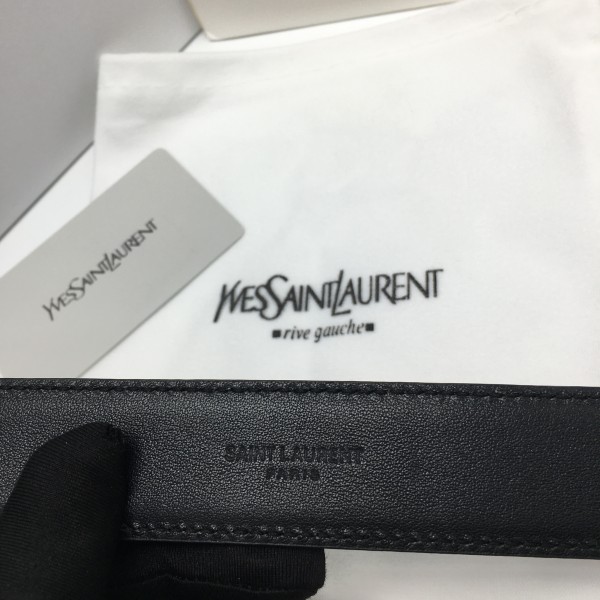 YVESSAINTLAURENT
YVESSAINTLAURENT
▪rive gauche▪
SAINT LAURENT
PARIS